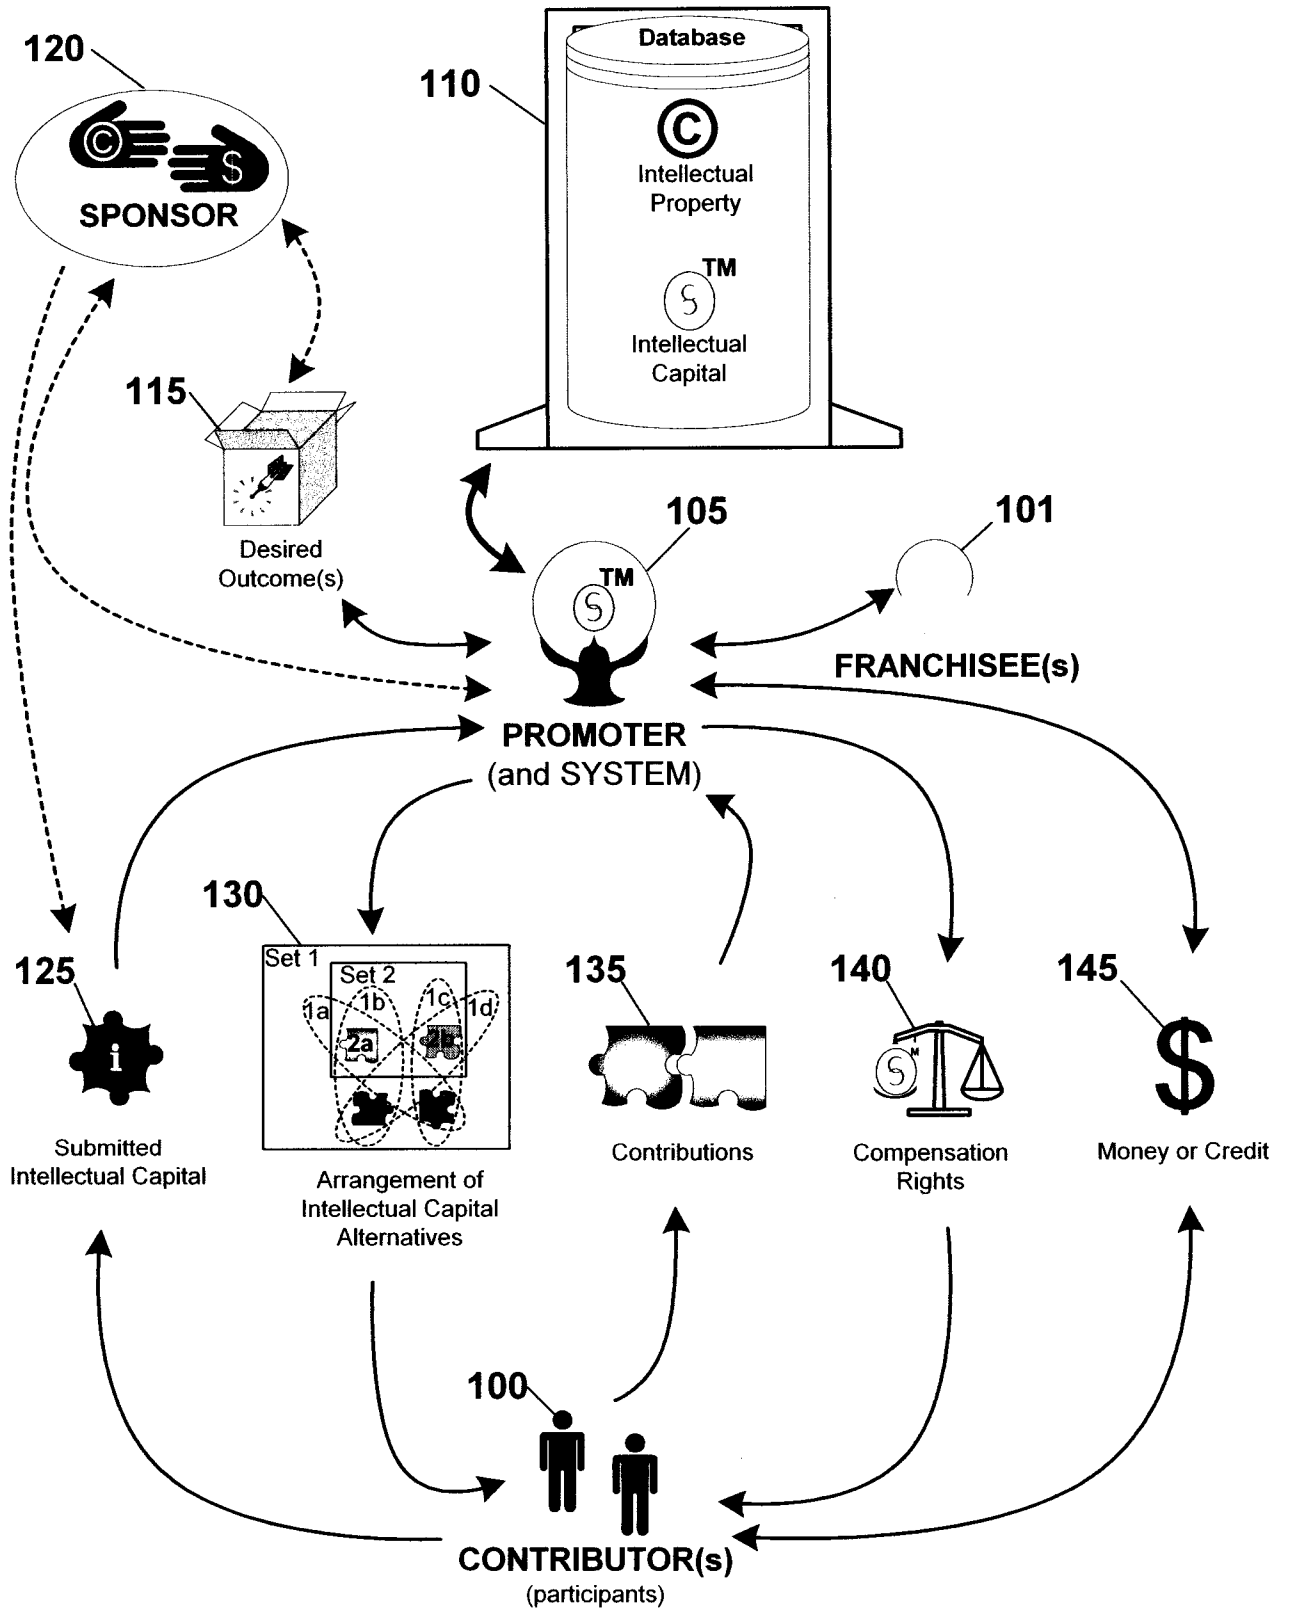 120
Database
110
©
Intellectual
Property
© $
SPONSOR
TM
S
Intellectual
Capital
115
105
101
Desired
Outcome(s)
TM
S
FRANCHISEE(s)
PROMOTER
(and SYSTEM)
130
Set 1
Set 2
1a
1b
1c
1d
2a
2b
125
i
135
140
M
S
145
$
Submitted
Intellectual Capital
Arrangement of
Intellectual Capital
Alternatives
Contributions
Compensation
Rights
Money or Credit
100
CONTRIBUTOR(s)
(participants)